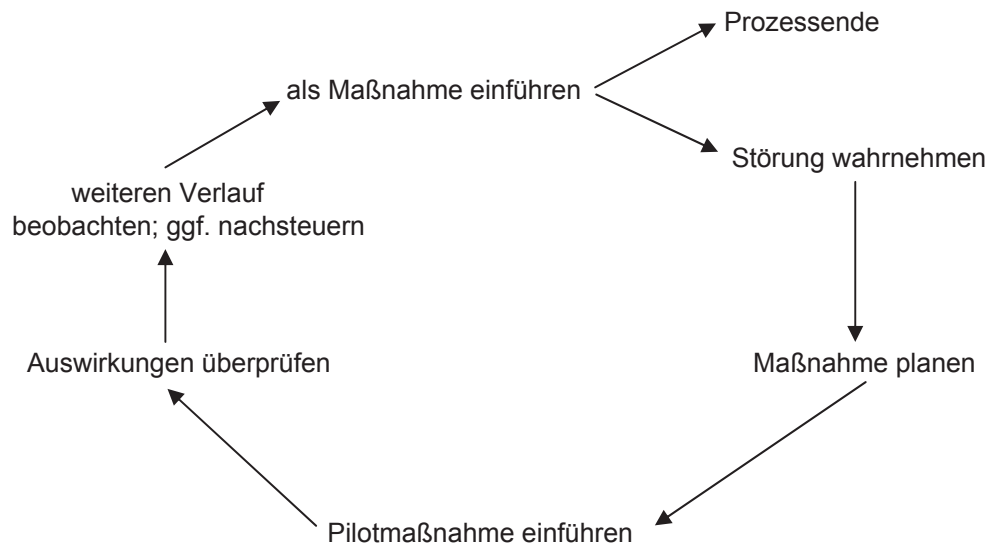 Prozessende
als Maßnahme einführen
Störung wahrnehmen
weiteren Verlauf
beobachten; ggf. nachsteuern
Auswirkungen überprüfen
Maßnahme planen
Pilotmaßnahme einführen